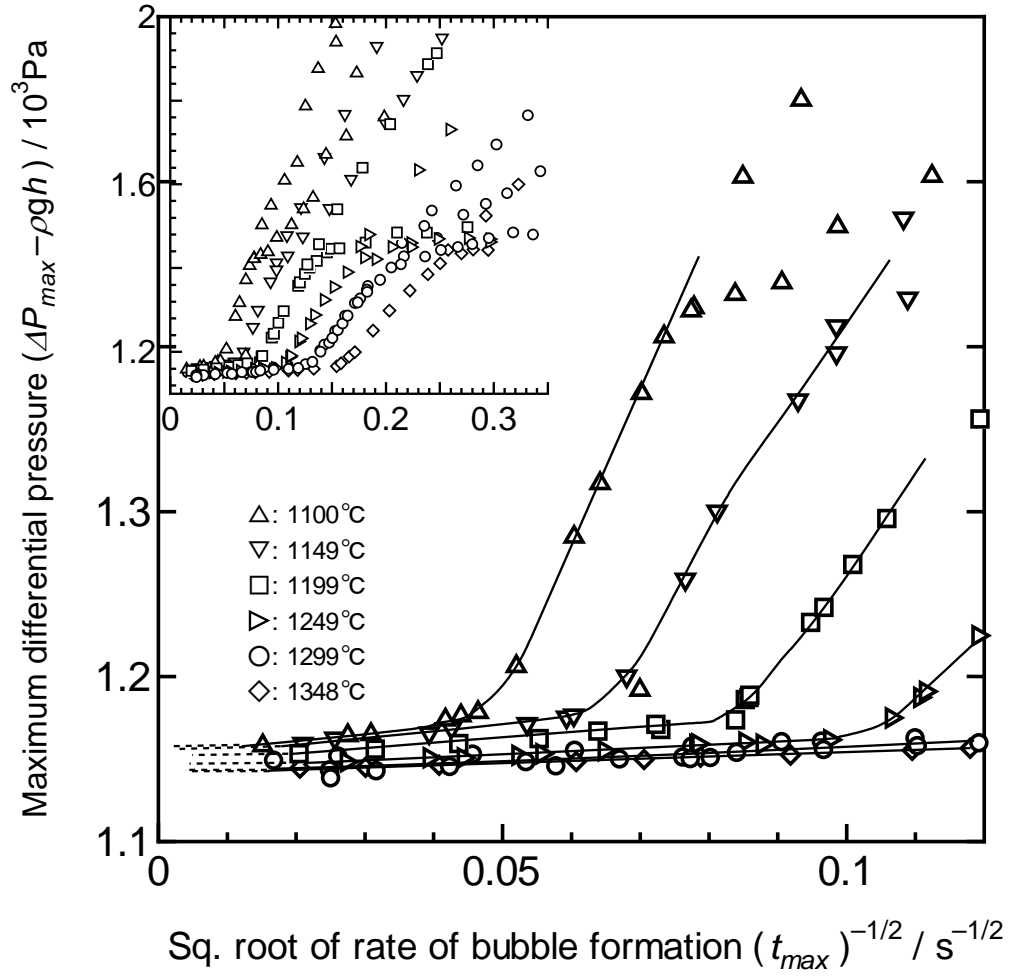 Maximum differential pressure (ΔP_max−ρgh) / 10³Pa
2
1.6
1.2
1.3
1.2
1.1
0 0.1 0.2 0.3
△: 1100°C
▽: 1149°C
□: 1199°C
▷: 1249°C
○: 1299°C
◇: 1348°C
0 0.05 0.1
Sq. root of rate of bubble formation (t_max)^−1/2 / s^−1/2